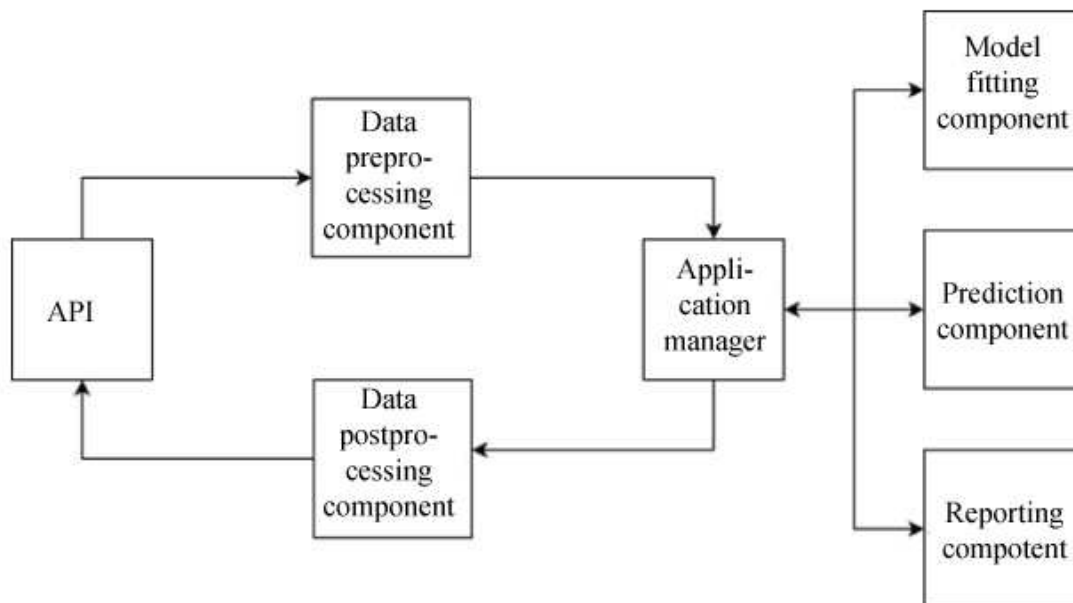 Model
fitting
component
Data
prepro-
cessing
component
API
Appli-
cation
manager
Prediction
component
Data
postpro-
cessing
component
Reporting
compotent